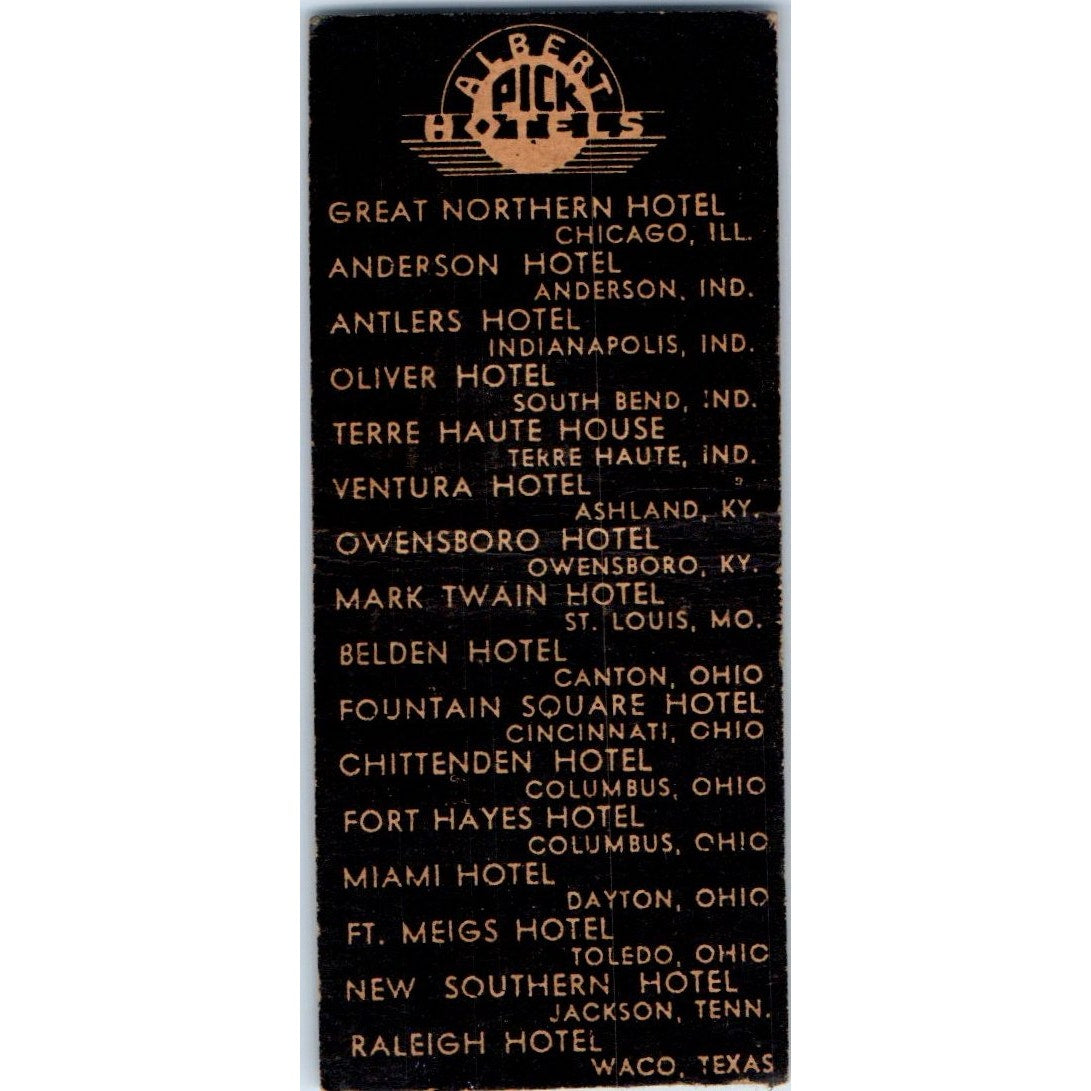 ALBERT
PICK
HOTELS
GREAT NORTHERN HOTEL
CHICAGO, ILL.
ANDERSON HOTEL
ANDERSON, IND.
ANTLERS HOTEL
INDIANAPOLIS, IND.
OLIVER HOTEL
SOUTH BEND, IND.
TERRE HAUTE HOUSE
TERRE HAUTE, IND.
VENTURA HOTEL
ASHLAND, KY.
OWENSBORO HOTEL
OWENSBORO, KY.
MARK TWAIN HOTEL
ST. LOUIS, MO.
BELDEN HOTEL
CANTON, OHIO
FOUNTAIN SQUARE HOTEL
CINCINNATI, OHIO
CHITTENDEN HOTEL
COLUMBUS, OHIO
FORT HAYES HOTEL
COLUMBUS, OHIO
MIAMI HOTEL
DAYTON, OHIO
FT. MEIGS HOTEL
TOLEDO, OHIO
NEW SOUTHERN HOTEL
JACKSON, TENN.
RALEIGH HOTEL
WACO, TEXAS